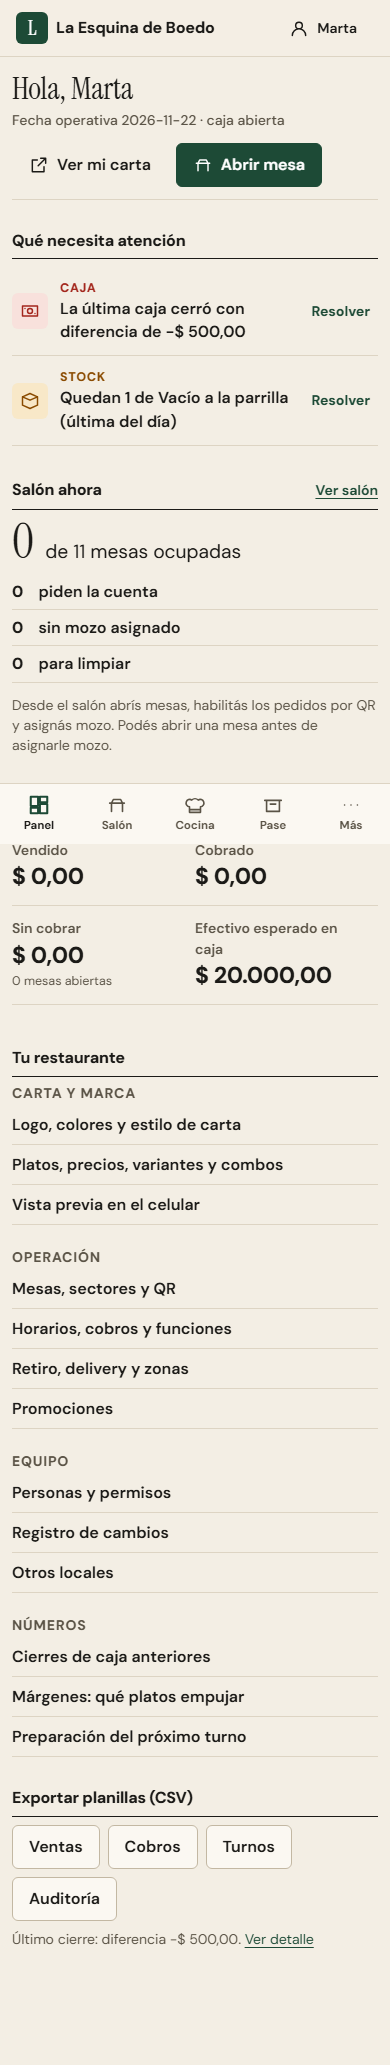 L La Esquina de Boedo Marta
Hola, Marta
Fecha operativa 2026-11-22 · caja abierta
Ver mi carta Abrir mesa
Qué necesita atención
CAJA
La última caja cerró con
diferencia de -$ 500,00
Resolver
STOCK
Quedan 1 de Vacío a la parrilla
(última del día)
Resolver
Salón ahora Ver salón
0 de 11 mesas ocupadas
0 piden la cuenta
0 sin mozo asignado
0 para limpiar
Desde el salón abrís mesas, habilitás los pedidos por QR
y asignás mozo. Podés abrir una mesa antes de
asignarle mozo.
Panel Salón Cocina Pase Más
Vendido Cobrado
$ 0,00 $ 0,00
Sin cobrar
$ 0,00
0 mesas abiertas
Efectivo esperado en
caja
$ 20.000,00
Tu restaurante
CARTA Y MARCA
Logo, colores y estilo de carta
Platos, precios, variantes y combos
Vista previa en el celular
OPERACIÓN
Mesas, sectores y QR
Horarios, cobros y funciones
Retiro, delivery y zonas
Promociones
EQUIPO
Personas y permisos
Registro de cambios
Otros locales
NÚMEROS
Cierres de caja anteriores
Márgenes: qué platos empujar
Preparación del próximo turno
Exportar planillas (CSV)
Ventas Cobros Turnos
Auditoría
Último cierre: diferencia -$ 500,00. Ver detalle